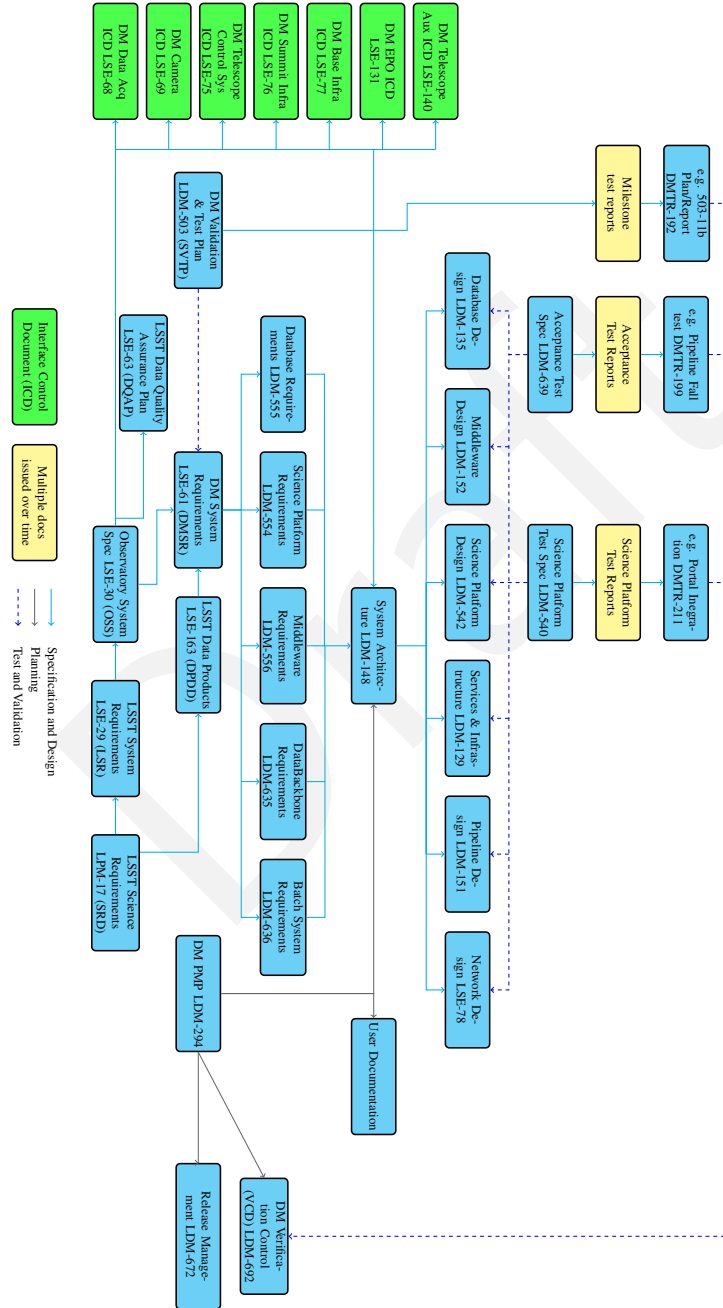 e.g. 503-11b
Plan/Report
DMTR-192
e.g. Pipeline Fall
test DMTR-199
e.g. Portal Inegra-
tion DMTR-211
Milestone
test reports
Acceptance
Test Reports
Science Platform
Test Reports
Acceptance Test
Spec LDM-639
Science Platform
Test Spec LDM-540
Database De-
sign LDM-135
Middleware
Design LDM-152
Science Platform
Design LDM-542
Services & Infras-
tructure LDM-129
Pipeline De-
sign LDM-151
Network De-
sign LSE-78
DM Telescope
Aux ICD LSE-140
DM EPO ICD
LSE-131
System Architec-
ture LDM-148
User Documentation
DM Base Infra
ICD LSE-77
DM Summit Infra
ICD LSE-76
Database Require-
ments LDM-555
Science Platform
Requirements
LDM-554
Middleware
Requirements
LDM-556
DataBackbone
Requirements
LDM-635
Batch System
Requirements
LDM-636
DM Verifica-
tion Control
(VCD) LDM-692
DM Telescope
Control Sys
ICD LSE-75
DM Validation
& Test Plan
LDM-503 (SVTP)
DM System
Requirements
LSE-61 (DMSR)
LSST Data Products
LSE-163 (DPDD)
DM PMP LDM-294
Release Manage-
ment LDM-672
DM Camera
ICD LSE-69
LSST Data Quality
Assurance Plan
LSE-63 (DQAP)
DM Data Acq
ICD LSE-68
Observatory System
Spec LSE-30 (OSS)
LSST System
Requirements
LSE-29 (LSR)
LSST Science
Requirements
LPM-17 (SRD)
Interface Control
Document (ICD)
Multiple docs
issued over time
Specification and Design
Planning
Test and Validation
Draft